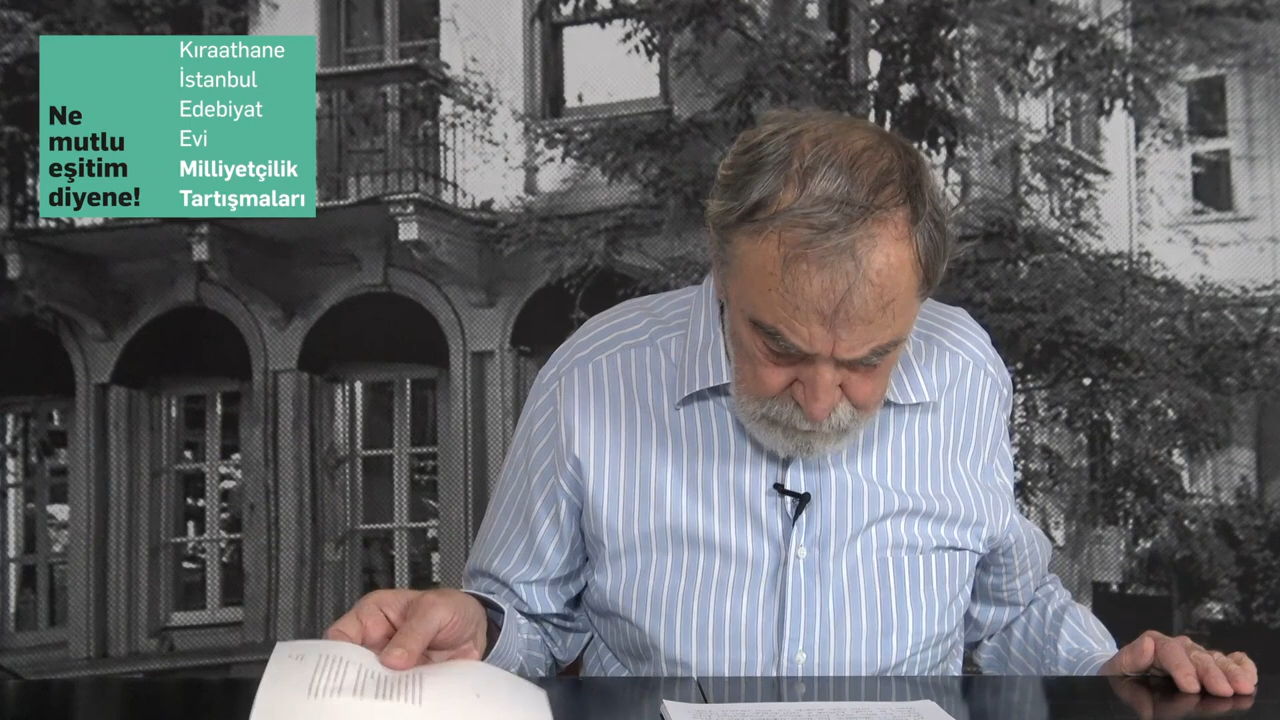 Ne
mutlu
eşitim
diyene!
Kıraathane
İstanbul
Edebiyat
Evi
Milliyetçilik
Tartışmaları